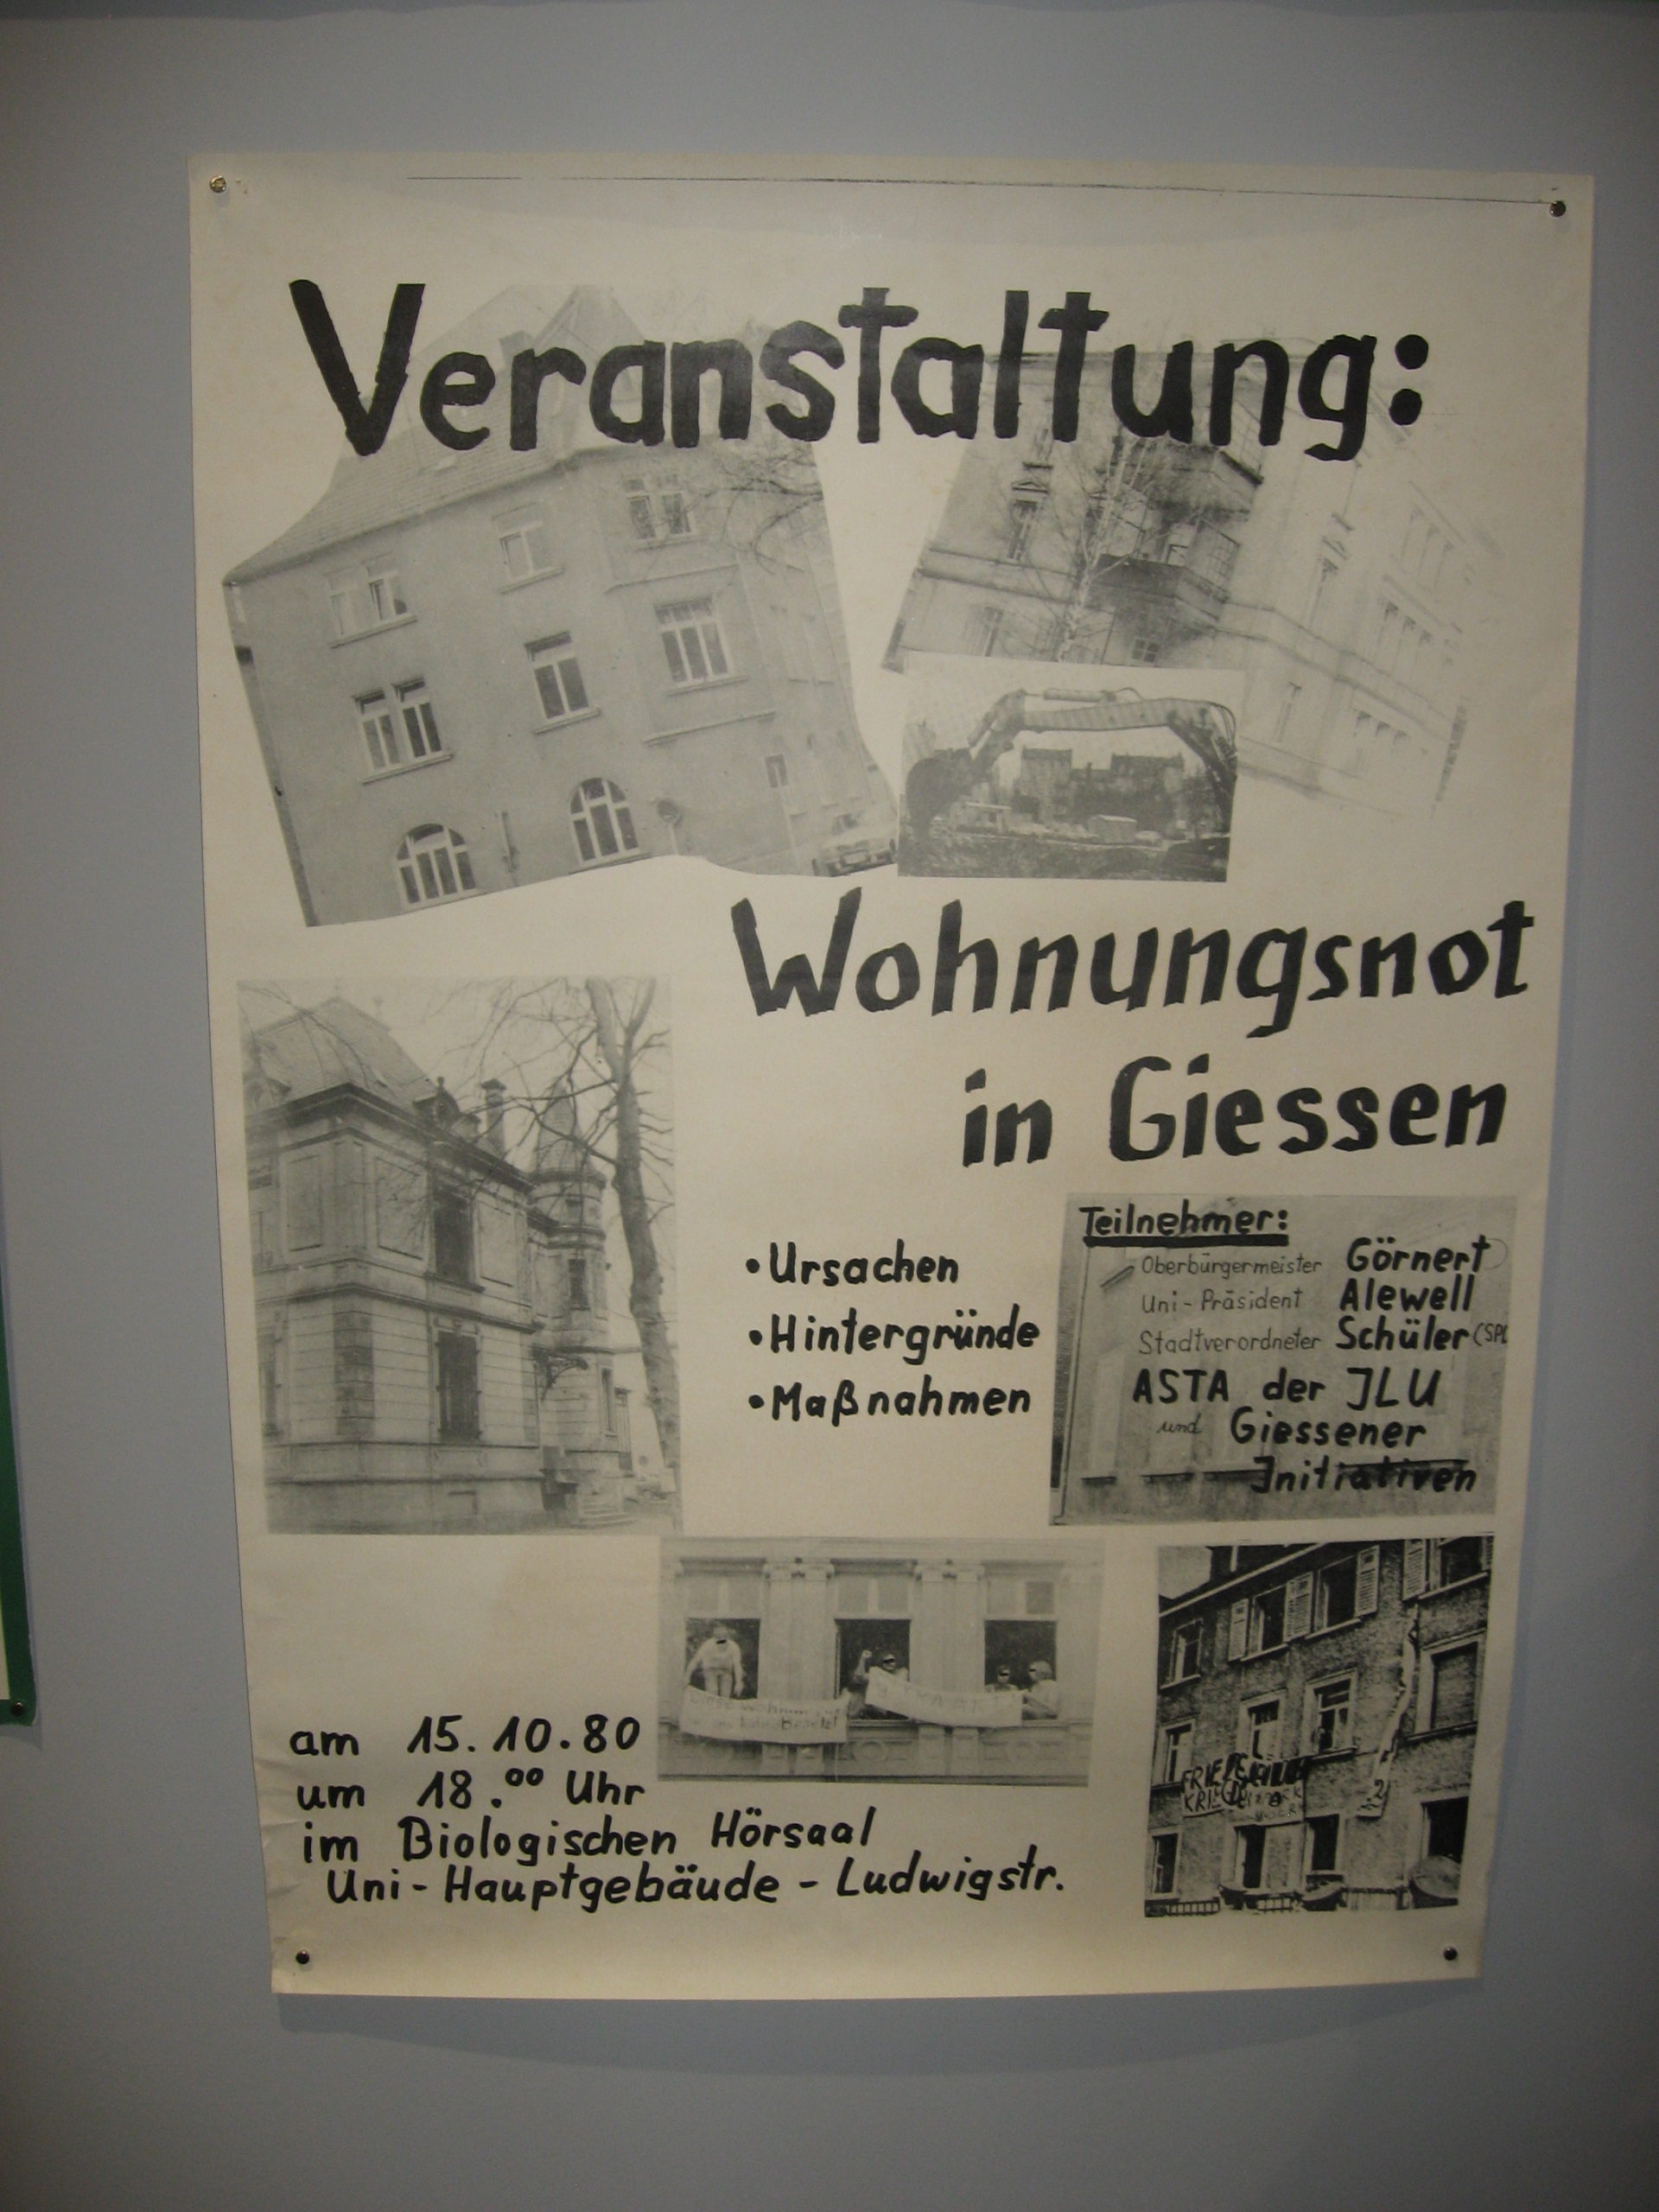 Veranstaltung:
Wohnungsnot
in Giessen
•Ursachen
•Hintergründe
•Maßnahmen
Teilnehmer:
Oberbürgermeister Görnert
Uni-Präsident Alewell
Stadtverordneter Schüler (SPD
ASTA der JLU
und Giessener
Initiativen
am 15.10.80
um 18.00 Uhr
im Biologischen Hörsaal
Uni-Hauptgebäude - Ludwigstr.